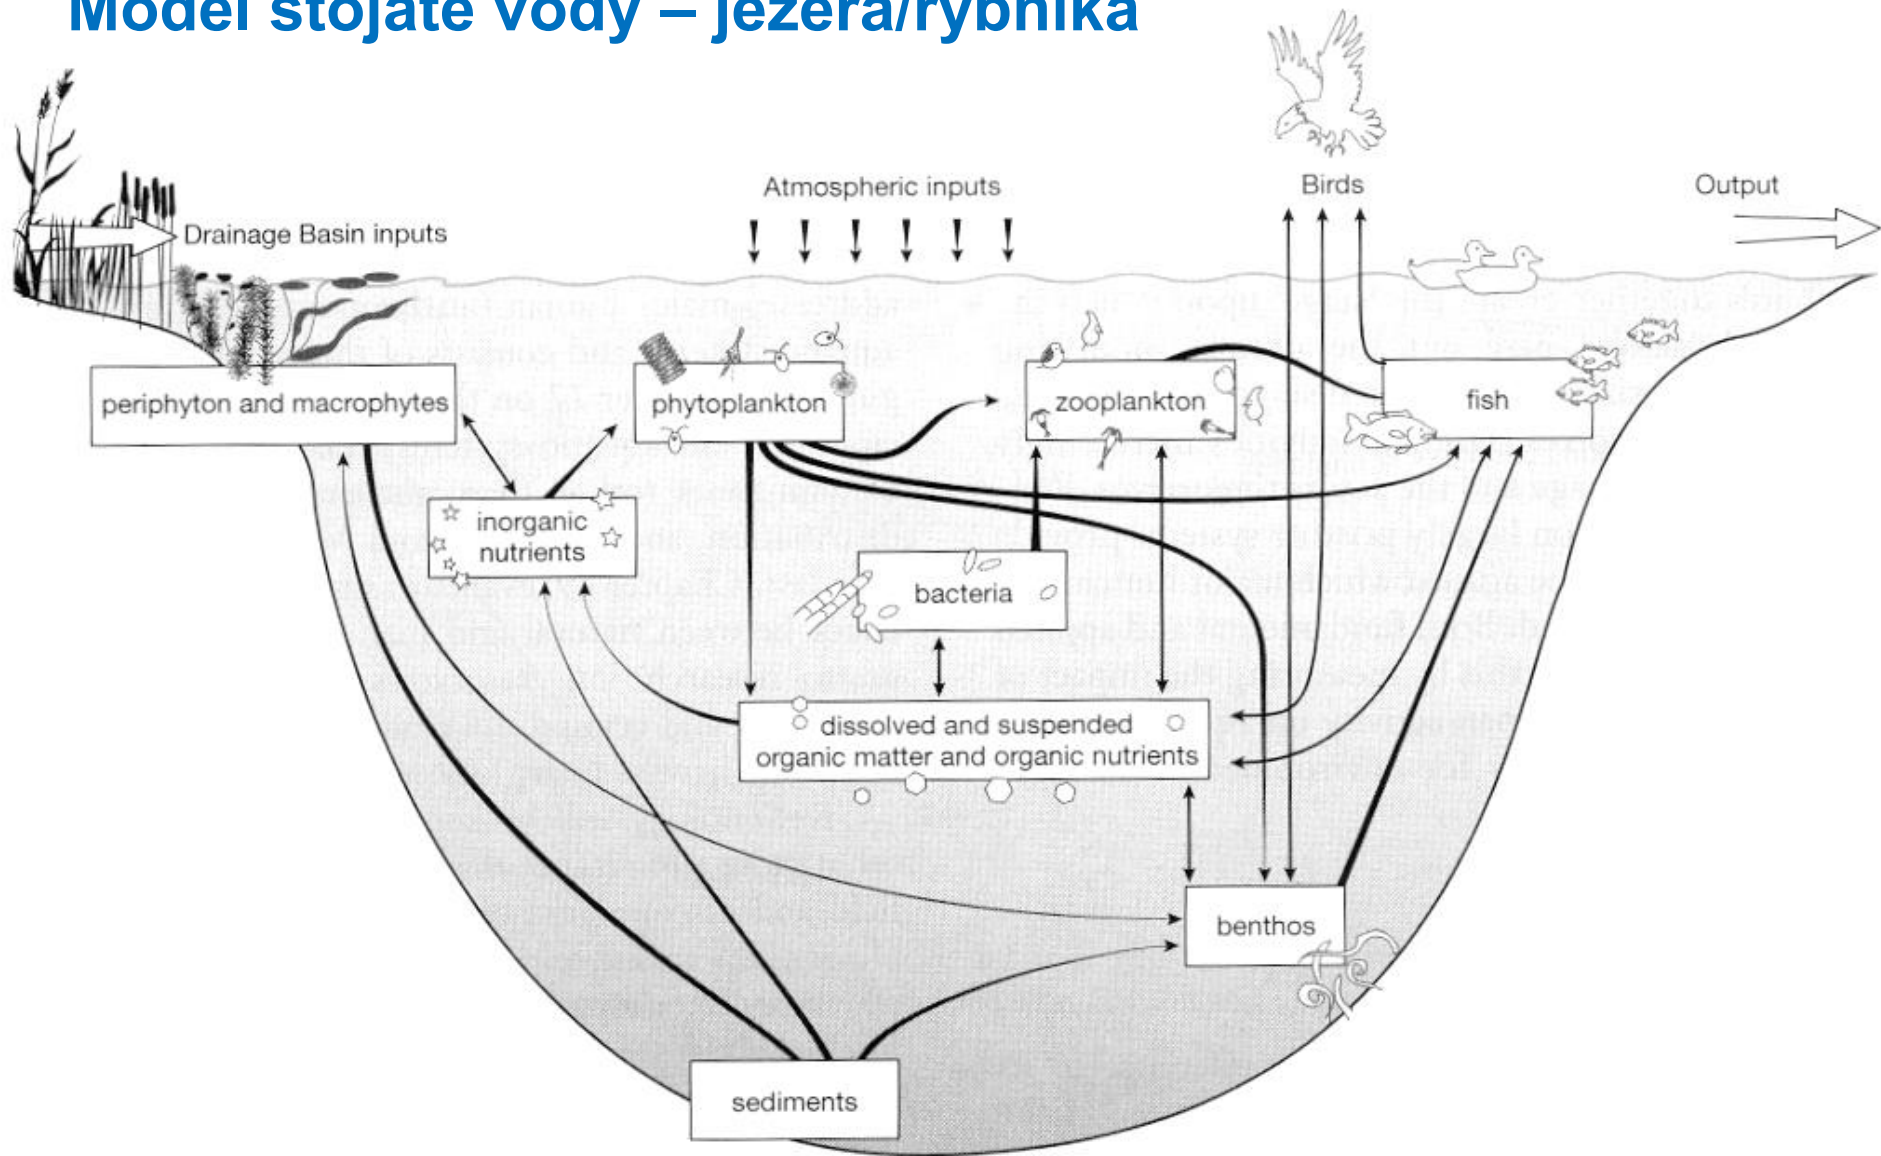 Model stojaté vody – jezera/rybníka
Atmospheric inputs
Birds
Output
Drainage Basin inputs
periphyton and macrophytes
phytoplankton
zooplankton
fish
inorganic
nutrients
bacteria
dissolved and suspended
organic matter and organic nutrients
benthos
sediments